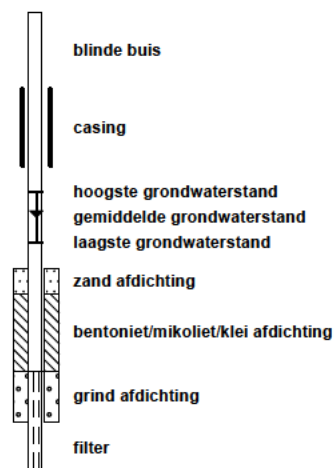 blinde buis
casing
hoogste grondwaterstand
gemiddelde grondwaterstand
laagste grondwaterstand
zand afdichting
bentoniet/mikoliet/klei afdichting
grind afdichting
filter